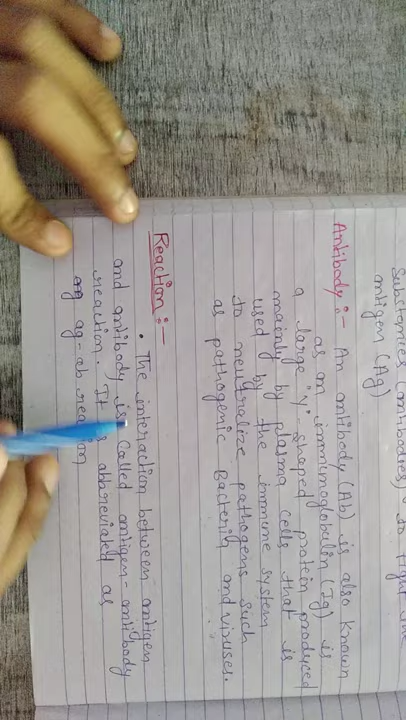 Substances (antibodies) to fight the
antigen (Ag)
Antibody :- An antibody (Ab) is also known
as an immunoglobulin (Ig) is
a large "Y" shaped protein produced
mainly by plasma cells that is
used by the immune system
to neutralize pathogens such
as pathogenic Bacteria and viruses.
Reaction :-
• The interaction between antigen
and antibody is called antigen-antibody
reaction. It is abbreviated as
ag-ab reaction